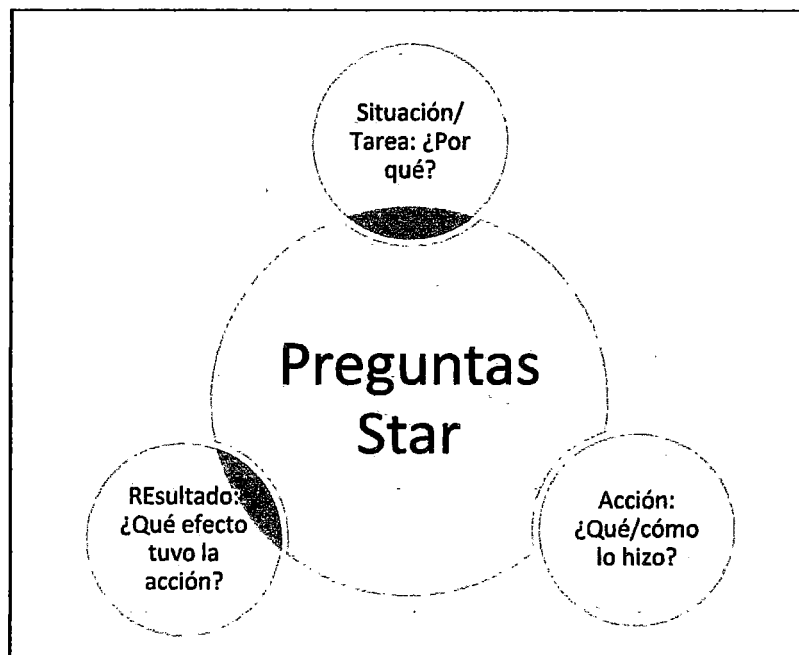 Situación/
Tarea: ¿Por
qué?
Preguntas
Star
REsultado:
¿Qué efecto
tuvo la
acción?
Acción:
¿Qué/cómo
lo hizo?